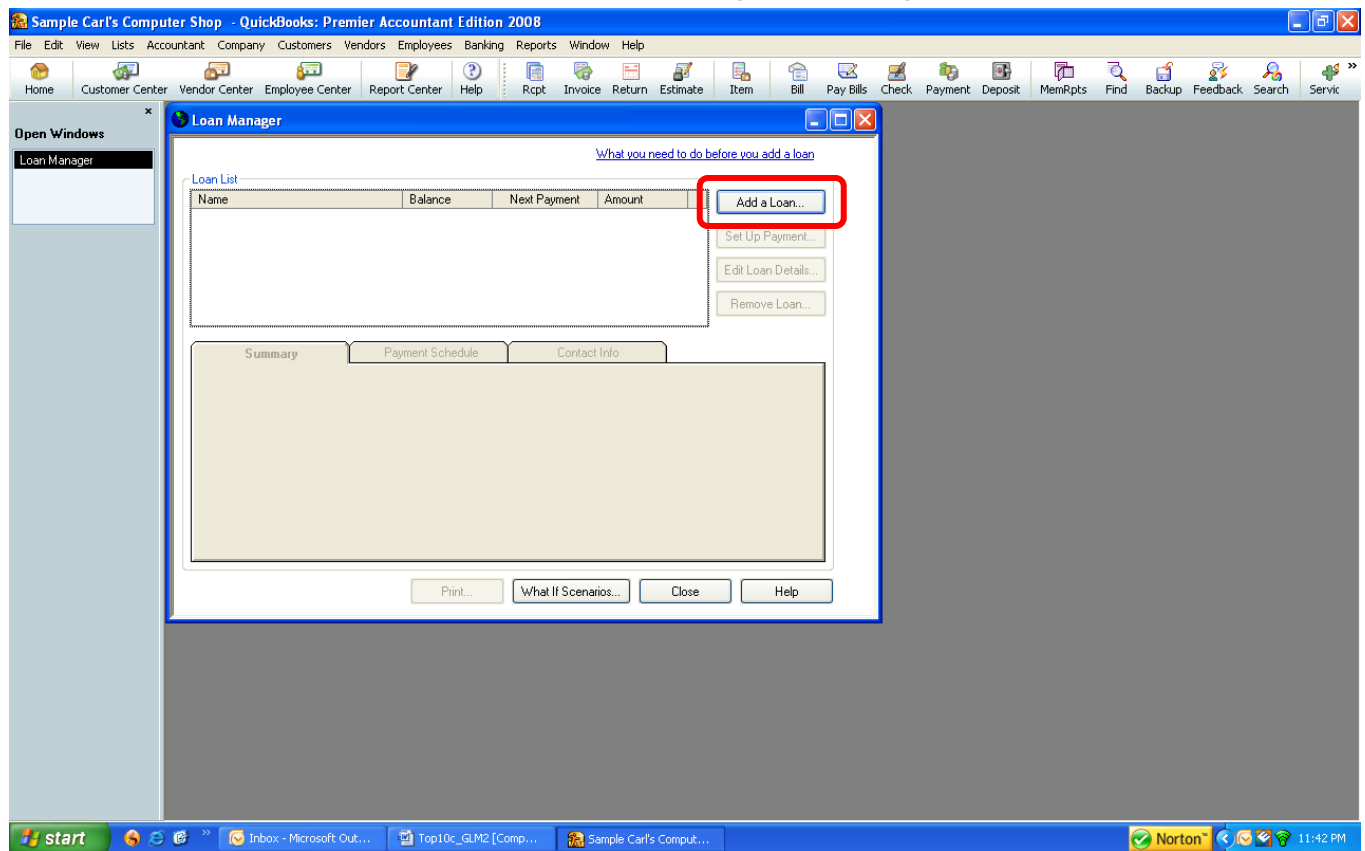 Sample Carl's Computer Shop - QuickBooks: Premier Accountant Edition 2008
File Edit View Lists Accountant Company Customers Vendors Employees Banking Reports Window Help
Home Customer Center Vendor Center Employee Center Report Center Help Rcpt Invoice Return Estimate Item Bill Pay Bills Check Payment Deposit MemRpts Find Backup Feedback Search Servic »
Open Windows
Loan Manager
Loan Manager
What you need to do before you add a loan
Loan List
Name Balance Next Payment Amount
Add a Loan...
Set Up Payment...
Edit Loan Details...
Remove Loan...
Summary Payment Schedule Contact Info
Print... What If Scenarios... Close Help
start » Inbox - Microsoft Out... Top10c_GLM2 [Comp... Sample Carl's Comput... Norton™ 11:42 PM